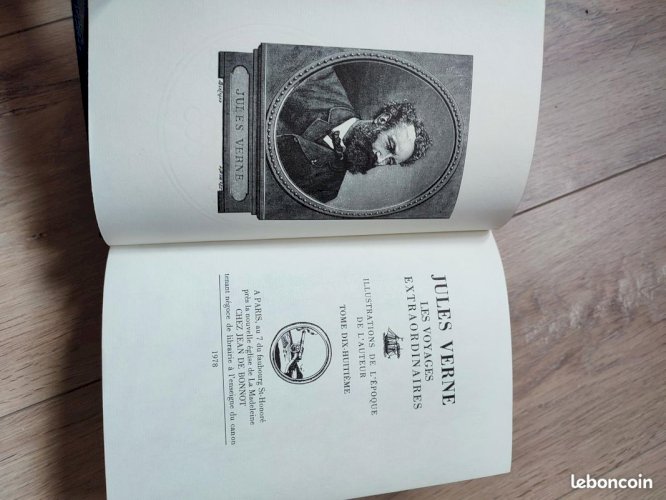 JULES VERNE
JULES VERNE
LES VOYAGES
EXTRAORDINAIRES
ILLUSTRATIONS DE L'ÉPOQUE
DE L'AUTEUR
TOME DIX-HUITIÈME
A PARIS, au 7 du faubourg St-Honoré
près la nouvelle église de La Madeleine
CHEZ JEAN DE BONNOT
tenant négoce de librairie à l'enseigne du canon
1978
leboncoin